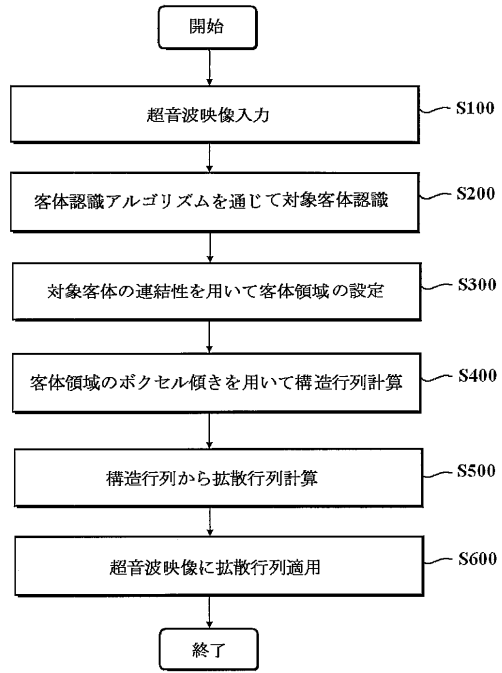 開始
超音波映像入力
S100
客体認識アルゴリズムを通じて対象客体認識
S200
対象客体の連結性を用いて客体領域の設定
S300
客体領域のボクセル傾きを用いて構造行列計算
S400
構造行列から拡散行列計算
S500
超音波映像に拡散行列適用
S600
終了